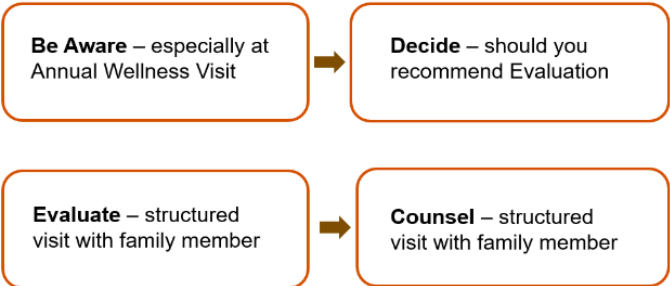 Be Aware – especially at
Annual Wellness Visit
Decide – should you
recommend Evaluation
Evaluate – structured
visit with family member
Counsel – structured
visit with family member